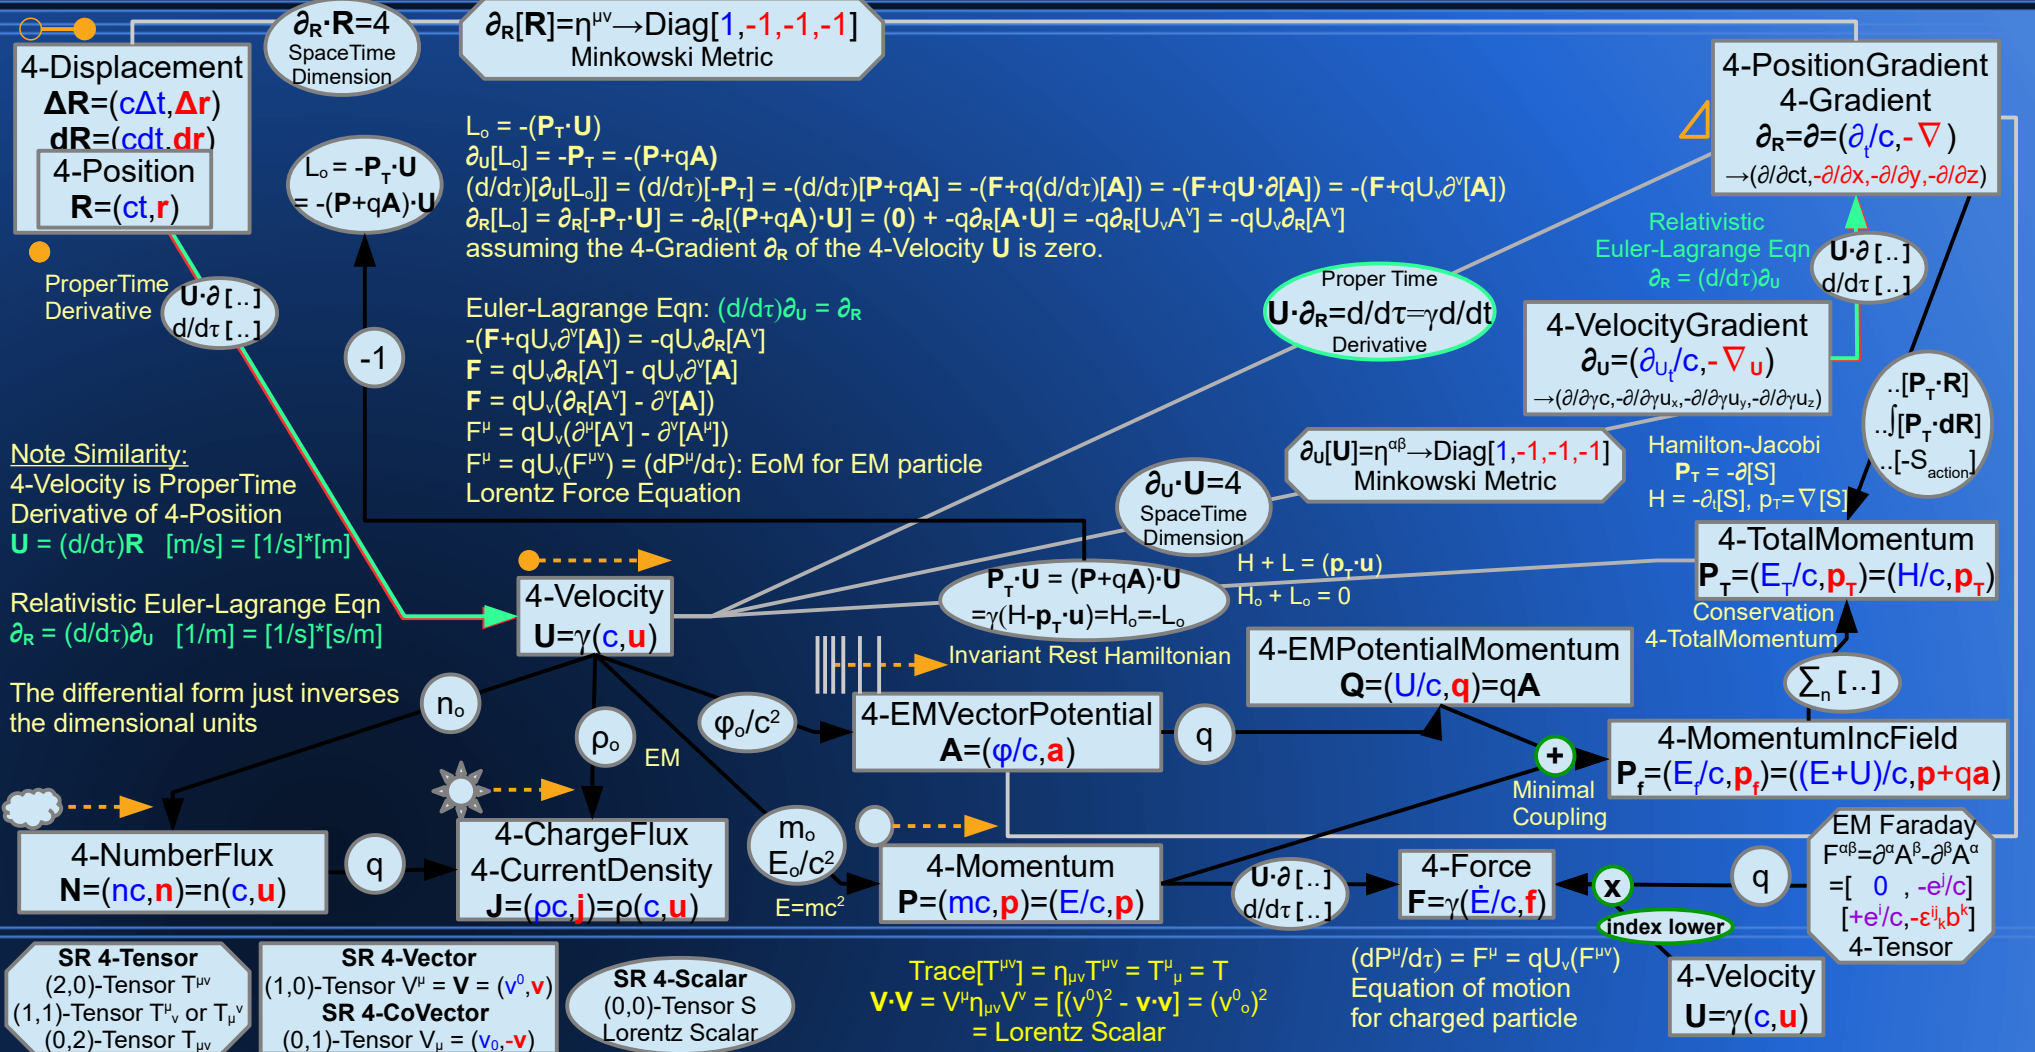 4-Displacement
ΔR=(cΔt,Δr)
dR=(cdt,dr)
4-Position
R=(ct,r)
∂R·R=4
SpaceTime
Dimension
∂R[R]=ημν→Diag[1,-1,-1,-1]
Minkowski Metric
4-PositionGradient
4-Gradient
∂R=∂=(∂t/c,-∇)
→(∂/∂ct,-∂/∂x,-∂/∂y,-∂/∂z)
Lo = -PT·U
= -(P+qA)·U
Lo = -(PT·U)
∂U[Lo] = -PT = -(P+qA)
(d/dτ)[∂U[Lo]] = (d/dτ)[-PT] = -(d/dτ)[P+qA] = -(F+q(d/dτ)[A]) = -(F+qU·∂[A]) = -(F+qUν∂ν[A])
∂R[Lo] = ∂R[-PT·U] = -∂R[(P+qA)·U] = (0) + -q∂R[A·U] = -q∂R[UνAν] = -qUν∂R[Aν]
assuming the 4-Gradient ∂R of the 4-Velocity U is zero.
ProperTime
Derivative
U·∂[..]
d/dτ [..]
-1
Euler-Lagrange Eqn: (d/dτ)∂U = ∂R
-(F+qUν∂ν[A]) = -qUν∂R[Aν]
F = qUν∂R[Aν] - qUν∂ν[A]
F = qUν(∂R[Aν] - ∂ν[A])
Fμ = qUν(∂μ[Aν] - ∂ν[Aμ])
Fμ = qUν(Fμν) = (dPμ/dτ): EoM for EM particle
Lorentz Force Equation
Proper Time
U·∂R=d/dτ=γd/dt
Derivative
Relativistic
Euler-Lagrange Eqn
∂R = (d/dτ)∂U
U·∂[..]
d/dτ [..]
4-VelocityGradient
∂U=(∂Ut/c,-∇U)
→(∂/∂γc,-∂/∂γux,-∂/∂γuy,-∂/∂γuz)
..[PT·R]
..∫[PT·dR]
..[-Saction]
Note Similarity:
4-Velocity is ProperTime
Derivative of 4-Position
U = (d/dτ)R [m/s] = [1/s]*[m]
Relativistic Euler-Lagrange Eqn
∂R = (d/dτ)∂U [1/m] = [1/s]*[s/m]
The differential form just inverses
the dimensional units
∂U·U=4
SpaceTime
Dimension
∂U[U]=ηαβ→Diag[1,-1,-1,-1]
Minkowski Metric
Hamilton-Jacobi
PT = -∂[S]
H = -∂t[S], pT=∇[S]
4-TotalMomentum
PT=(ET/c,pT)=(H/c,pT)
Conservation
4-TotalMomentum
4-Velocity
U=γ(c,u)
PT·U = (P+qA)·U
=γ(H-pT·u)=Ho=-Lo
H + L = (pT·u)
Ho + Lo = 0
Invariant Rest Hamiltonian
4-EMPotentialMomentum
Q=(U/c,q)=qA
∑n [..]
no
ρo
EM
φo/c2
4-EMVectorPotential
A=(φ/c,a)
q
+
Minimal
Coupling
4-MomentumIncField
Pf=(Ef/c,pf)=((E+U)/c,p+qa)
4-NumberFlux
N=(nc,n)=n(c,u)
q
4-ChargeFlux
4-CurrentDensity
J=(ρc,j)=ρ(c,u)
mo
Eo/c2
E=mc2
4-Momentum
P=(mc,p)=(E/c,p)
U·∂[..]
d/dτ [..]
4-Force
F=γ(Ė/c,f)
x
index lower
q
EM Faraday
Fαβ=∂αAβ-∂βAα
=[ 0 , -ej/c]
[+ei/c,-εijkbk]
4-Tensor
4-Velocity
U=γ(c,u)
SR 4-Tensor
(2,0)-Tensor Tμν
(1,1)-Tensor Tμν or Tμν
(0,2)-Tensor Tμν
SR 4-Vector
(1,0)-Tensor Vμ = V = (v0,v)
SR 4-CoVector
(0,1)-Tensor Vμ = (v0,-v)
SR 4-Scalar
(0,0)-Tensor S
Lorentz Scalar
Trace[Tμν] = ημνTμν = Tμμ = T
V·V = VμημνVν = [(v0)2 - v·v] = (v0o)2
= Lorentz Scalar
(dPμ/dτ) = Fμ = qUν(Fμν)
Equation of motion
for charged particle